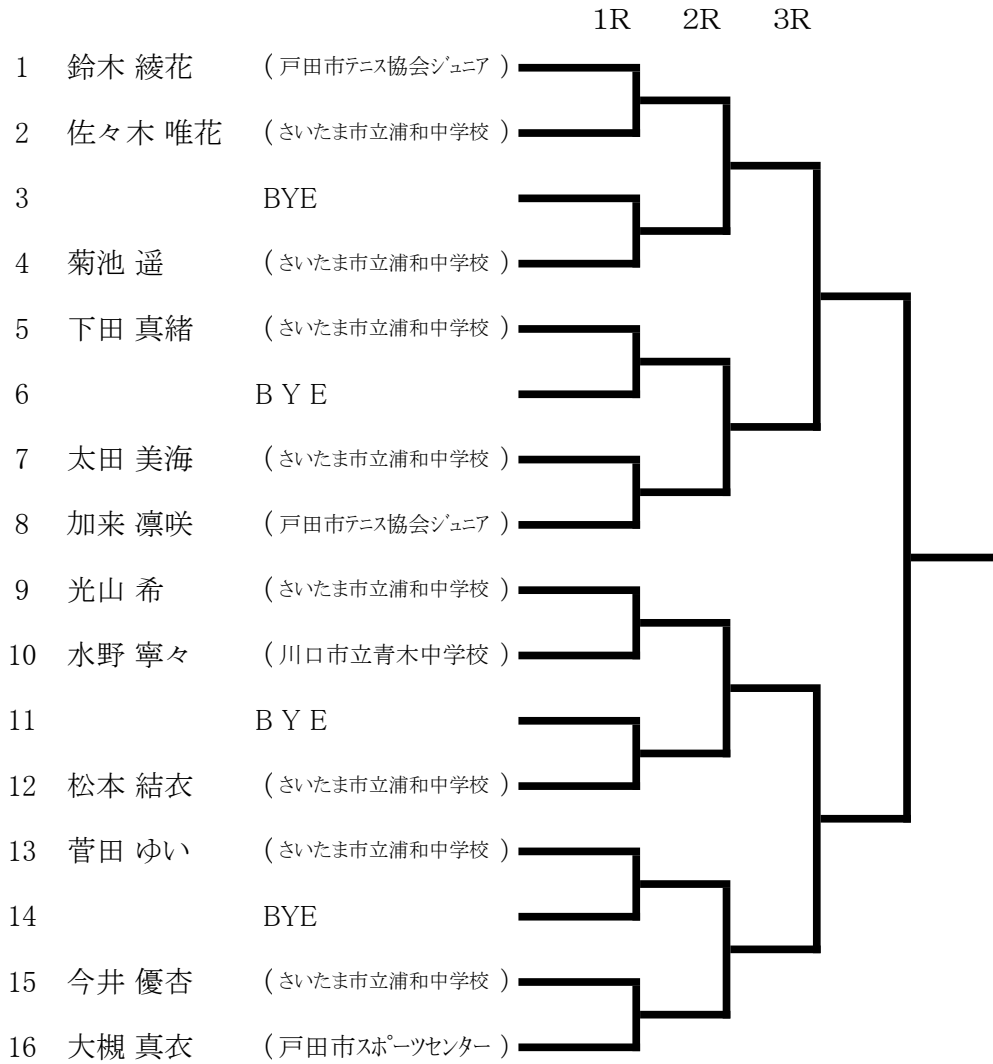 1R 2R 3R
1 鈴木 綾花 (戸田市テニス協会ジュニア )
2 佐々木 唯花 (さいたま市立浦和中学校 )
3 BYE
4 菊池 遥 (さいたま市立浦和中学校 )
5 下田 真緒 (さいたま市立浦和中学校 )
6 B Y E
7 太田 美海 (さいたま市立浦和中学校 )
8 加来 凛咲 (戸田市テニス協会ジュニア )
9 光山 希 (さいたま市立浦和中学校 )
10 水野 寧々 (川口市立青木中学校 )
11 B Y E
12 松本 結衣 (さいたま市立浦和中学校 )
13 菅田 ゆい (さいたま市立浦和中学校 )
14 BYE
15 今井 優杏 (さいたま市立浦和中学校 )
16 大槻 真衣 (戸田市スポーツセンター )